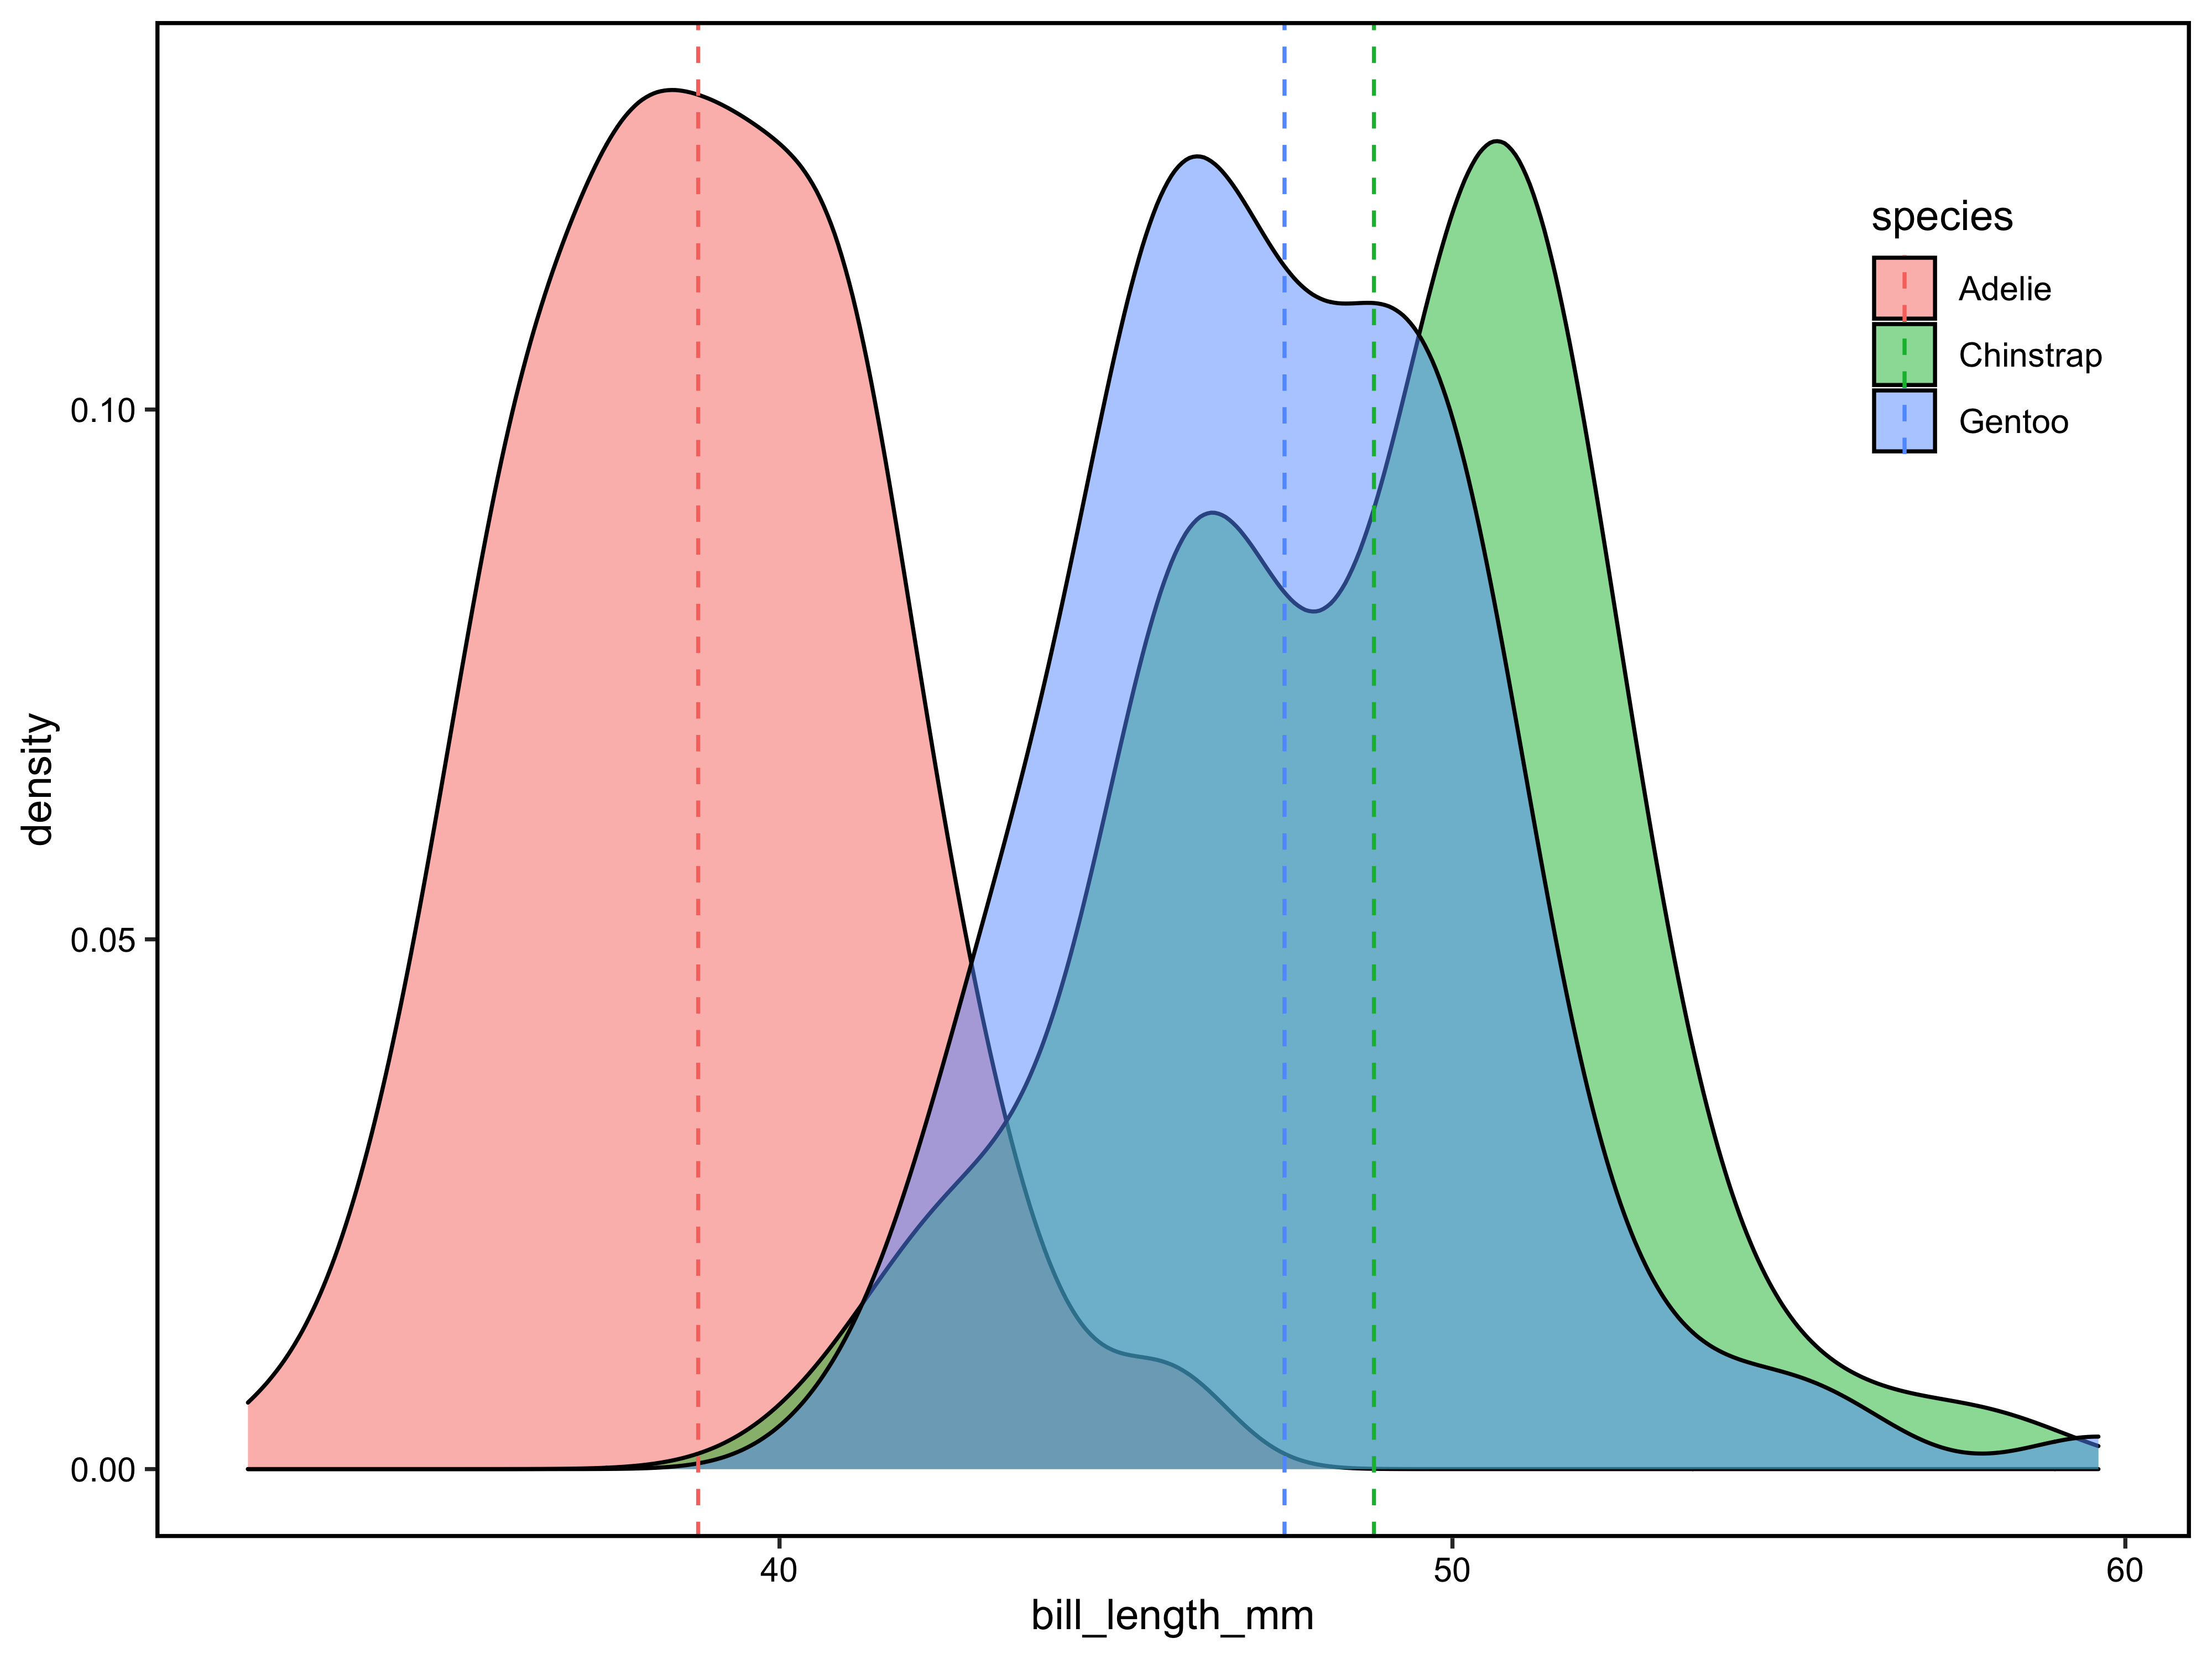 species
Adelie
Chinstrap
Gentoo
density
0.10
0.05
0.00
40
50
60
bill_length_mm